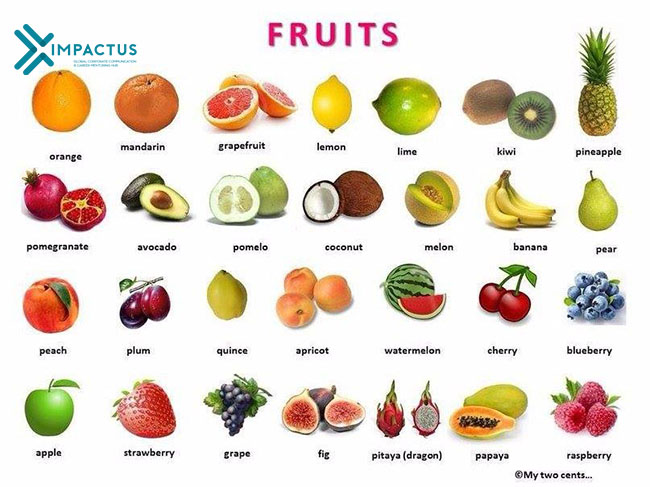 FRUITS
IMPACTUS
GLOBAL CORPORATE COMMUNICATION
& CAREER MENTORING HUB
orange
mandarin
grapefruit
lemon
lime
kiwi
pineapple
pomegranate
avocado
pomelo
coconut
melon
banana
pear
peach
plum
quince
apricot
watermelon
cherry
blueberry
apple
strawberry
grape
fig
pitaya (dragon)
papaya
raspberry
©My two cents...